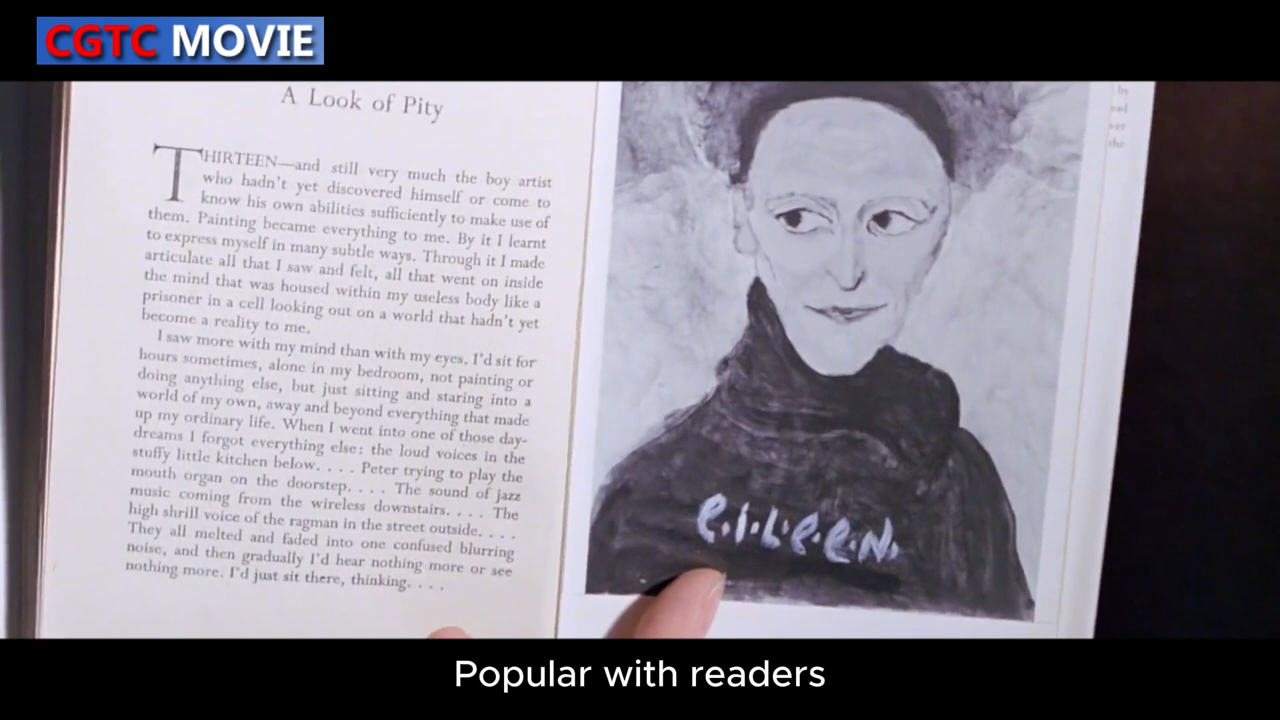 CGTC MOVIE
A Look of Pity
THIRTEEN—and still very much the boy artist
who hadn't yet discovered himself or come to
know his own abilities sufficiently to make use of
them. Painting became everything to me. By it I learnt
to express myself in many subtle ways. Through it I made
articulate all that I saw and felt, all that went on inside
the mind that was housed within my useless body like a
prisoner in a cell looking out on a world that hadn't yet
become a reality to me.
I saw more with my mind than with my eyes. I'd sit for
hours sometimes, alone in my bedroom, not painting or
doing anything else, but just sitting and staring into a
world of my own, away and beyond everything that made
up my ordinary life. When I went into one of those day-
dreams I forgot everything else: the loud voices in the
stuffy little kitchen below. . . . Peter trying to play the
mouth organ on the doorstep. . . . The sound of jazz
music coming from the wireless downstairs. . . . The
high shrill voice of the ragman in the street outside. . . .
They all melted and faded into one confused blurring
noise, and then gradually I'd hear nothing more or see
nothing more. I'd just sit there, thinking. . . .
by
the
e.i.L.e.e.N.
Popular with readers